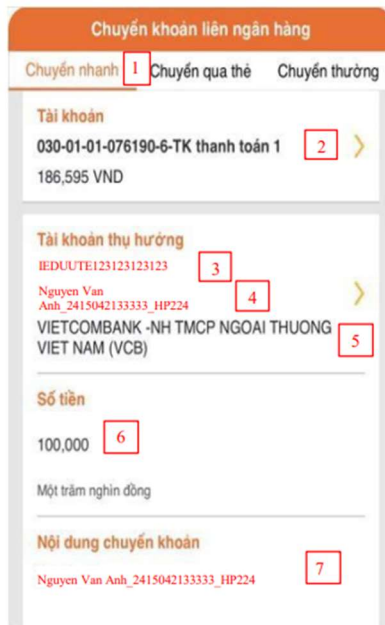 Chuyển khoản liên ngân hàng
Chuyển nhanh 1 Chuyển qua thẻ Chuyển thường
Tài khoản
030-01-01-076190-6-TK thanh toán 1 2
186,595 VND
Tài khoản thụ hưởng
IEDUUTE123123123123 3
Nguyen Van
Anh_2415042133333_HP224 4
VIETCOMBANK -NH TMCP NGOAI THUONG
VIET NAM (VCB) 5
Số tiền
100,000 6
Một trăm nghìn đồng
Nội dung chuyển khoản
Nguyen Van Anh_2415042133333_HP224 7